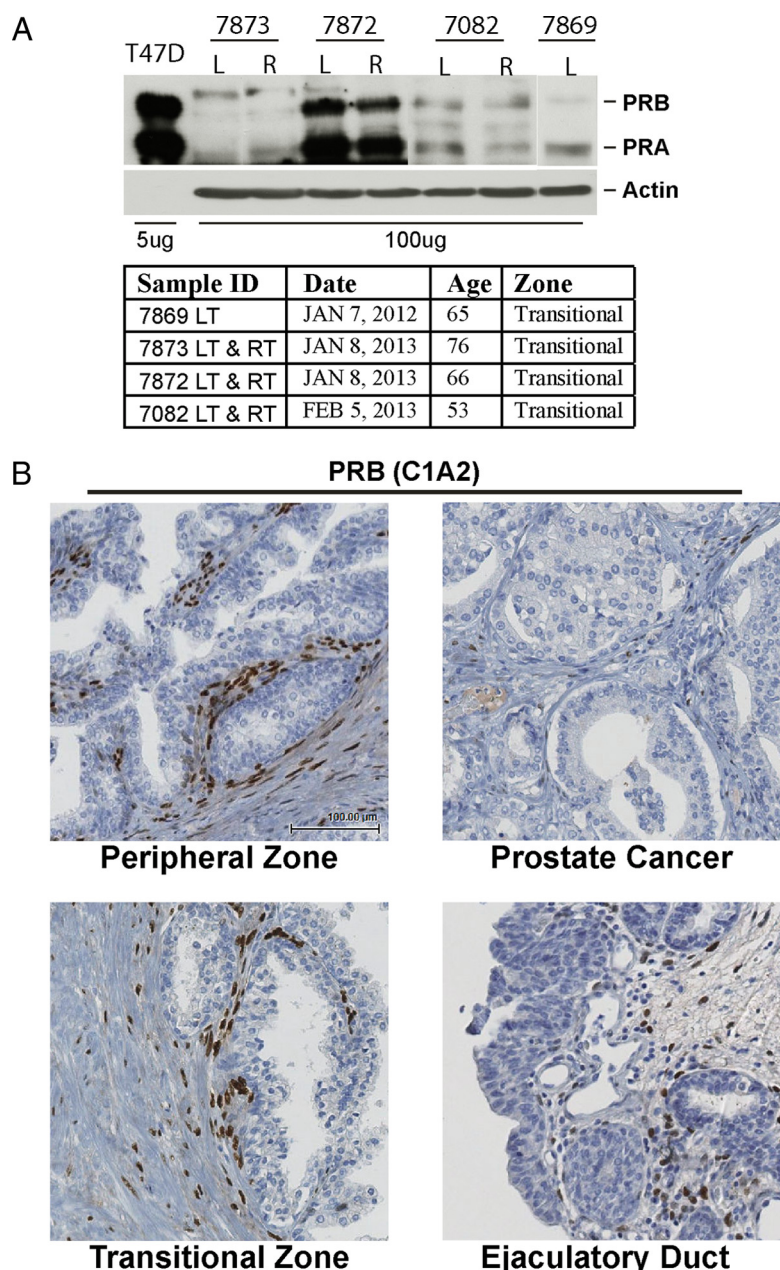 A
7873 7872 7082 7869
T47D L R L R L R L
– PRB
– PRA
– Actin
5ug 100ug
Sample ID Date Age Zone
7869 LT JAN 7, 2012 65 Transitional
7873 LT & RT JAN 8, 2013 76 Transitional
7872 LT & RT JAN 8, 2013 66 Transitional
7082 LT & RT FEB 5, 2013 53 Transitional
B
PRB (C1A2)
100.00 µm
Peripheral Zone Prostate Cancer
Transitional Zone Ejaculatory Duct